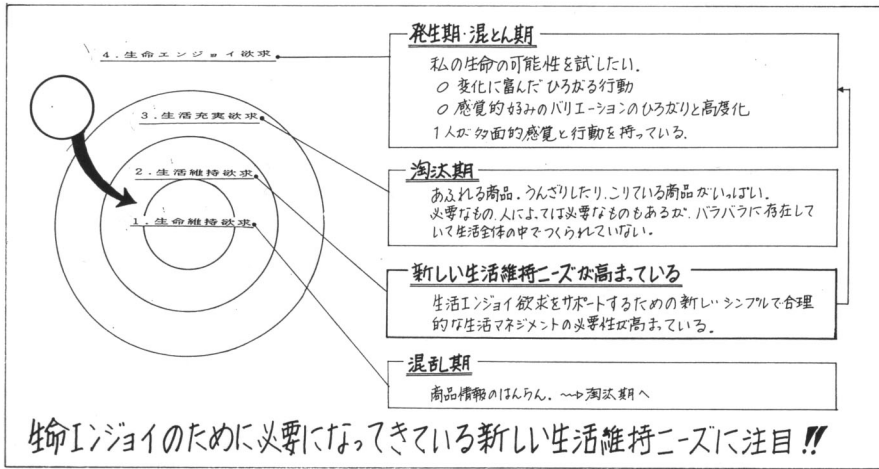 4.生命エンジョイ欲求
3.生活充実欲求
2.生活維持欲求
1.生命維持欲求
発生期・混とん期
私の生命の可能性を試したい.
○ 変化に富んだひろがる行動
○ 感覚的好みのバリエーションのひろがりと高度化
1人が多面的感覚と行動を持っている.
淘汰期
あふれる商品.うんざりしたり、こりている商品がいっぱい.
必要なもの、人によっては必要なものもあるが、バラバラに存在して
いて生活全体の中でつくられていない.
新しい生活維持ニーズが高まっている
生活エンジョイ欲求をサポートするための新しいシンプルで合理
的な生活マネジメントの必要性が高まっている.
混乱期
商品情報のはんらん. 〜→淘汰期へ
生命エンジョイのために必要になってきている新しい生活維持ニーズに注目!!